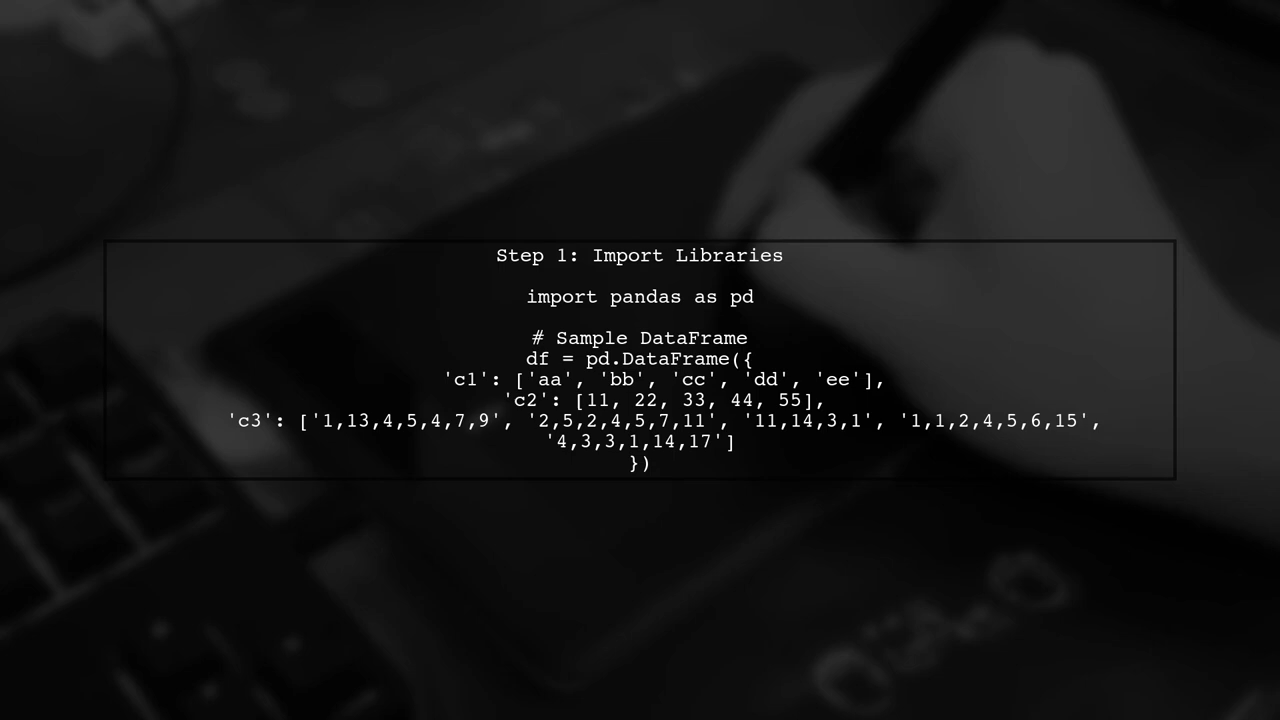 Step 1: Import Libraries
import pandas as pd
# Sample DataFrame
df = pd.DataFrame({
'c1': ['aa', 'bb', 'cc', 'dd', 'ee'],
'c2': [11, 22, 33, 44, 55],
'c3': ['1,13,4,5,4,7,9', '2,5,2,4,5,7,11', '11,14,3,1', '1,1,2,4,5,6,15',
'4,3,3,1,14,17']
})